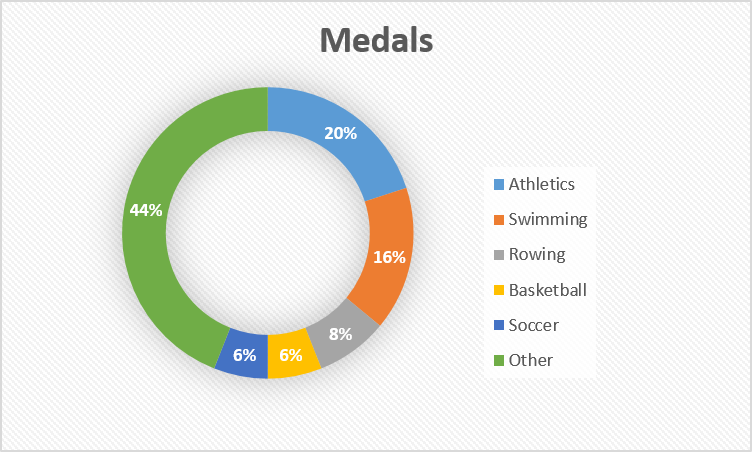 Medals
20%
44%
16%
8%
6%
6%
Athletics
Swimming
Rowing
Basketball
Soccer
Other